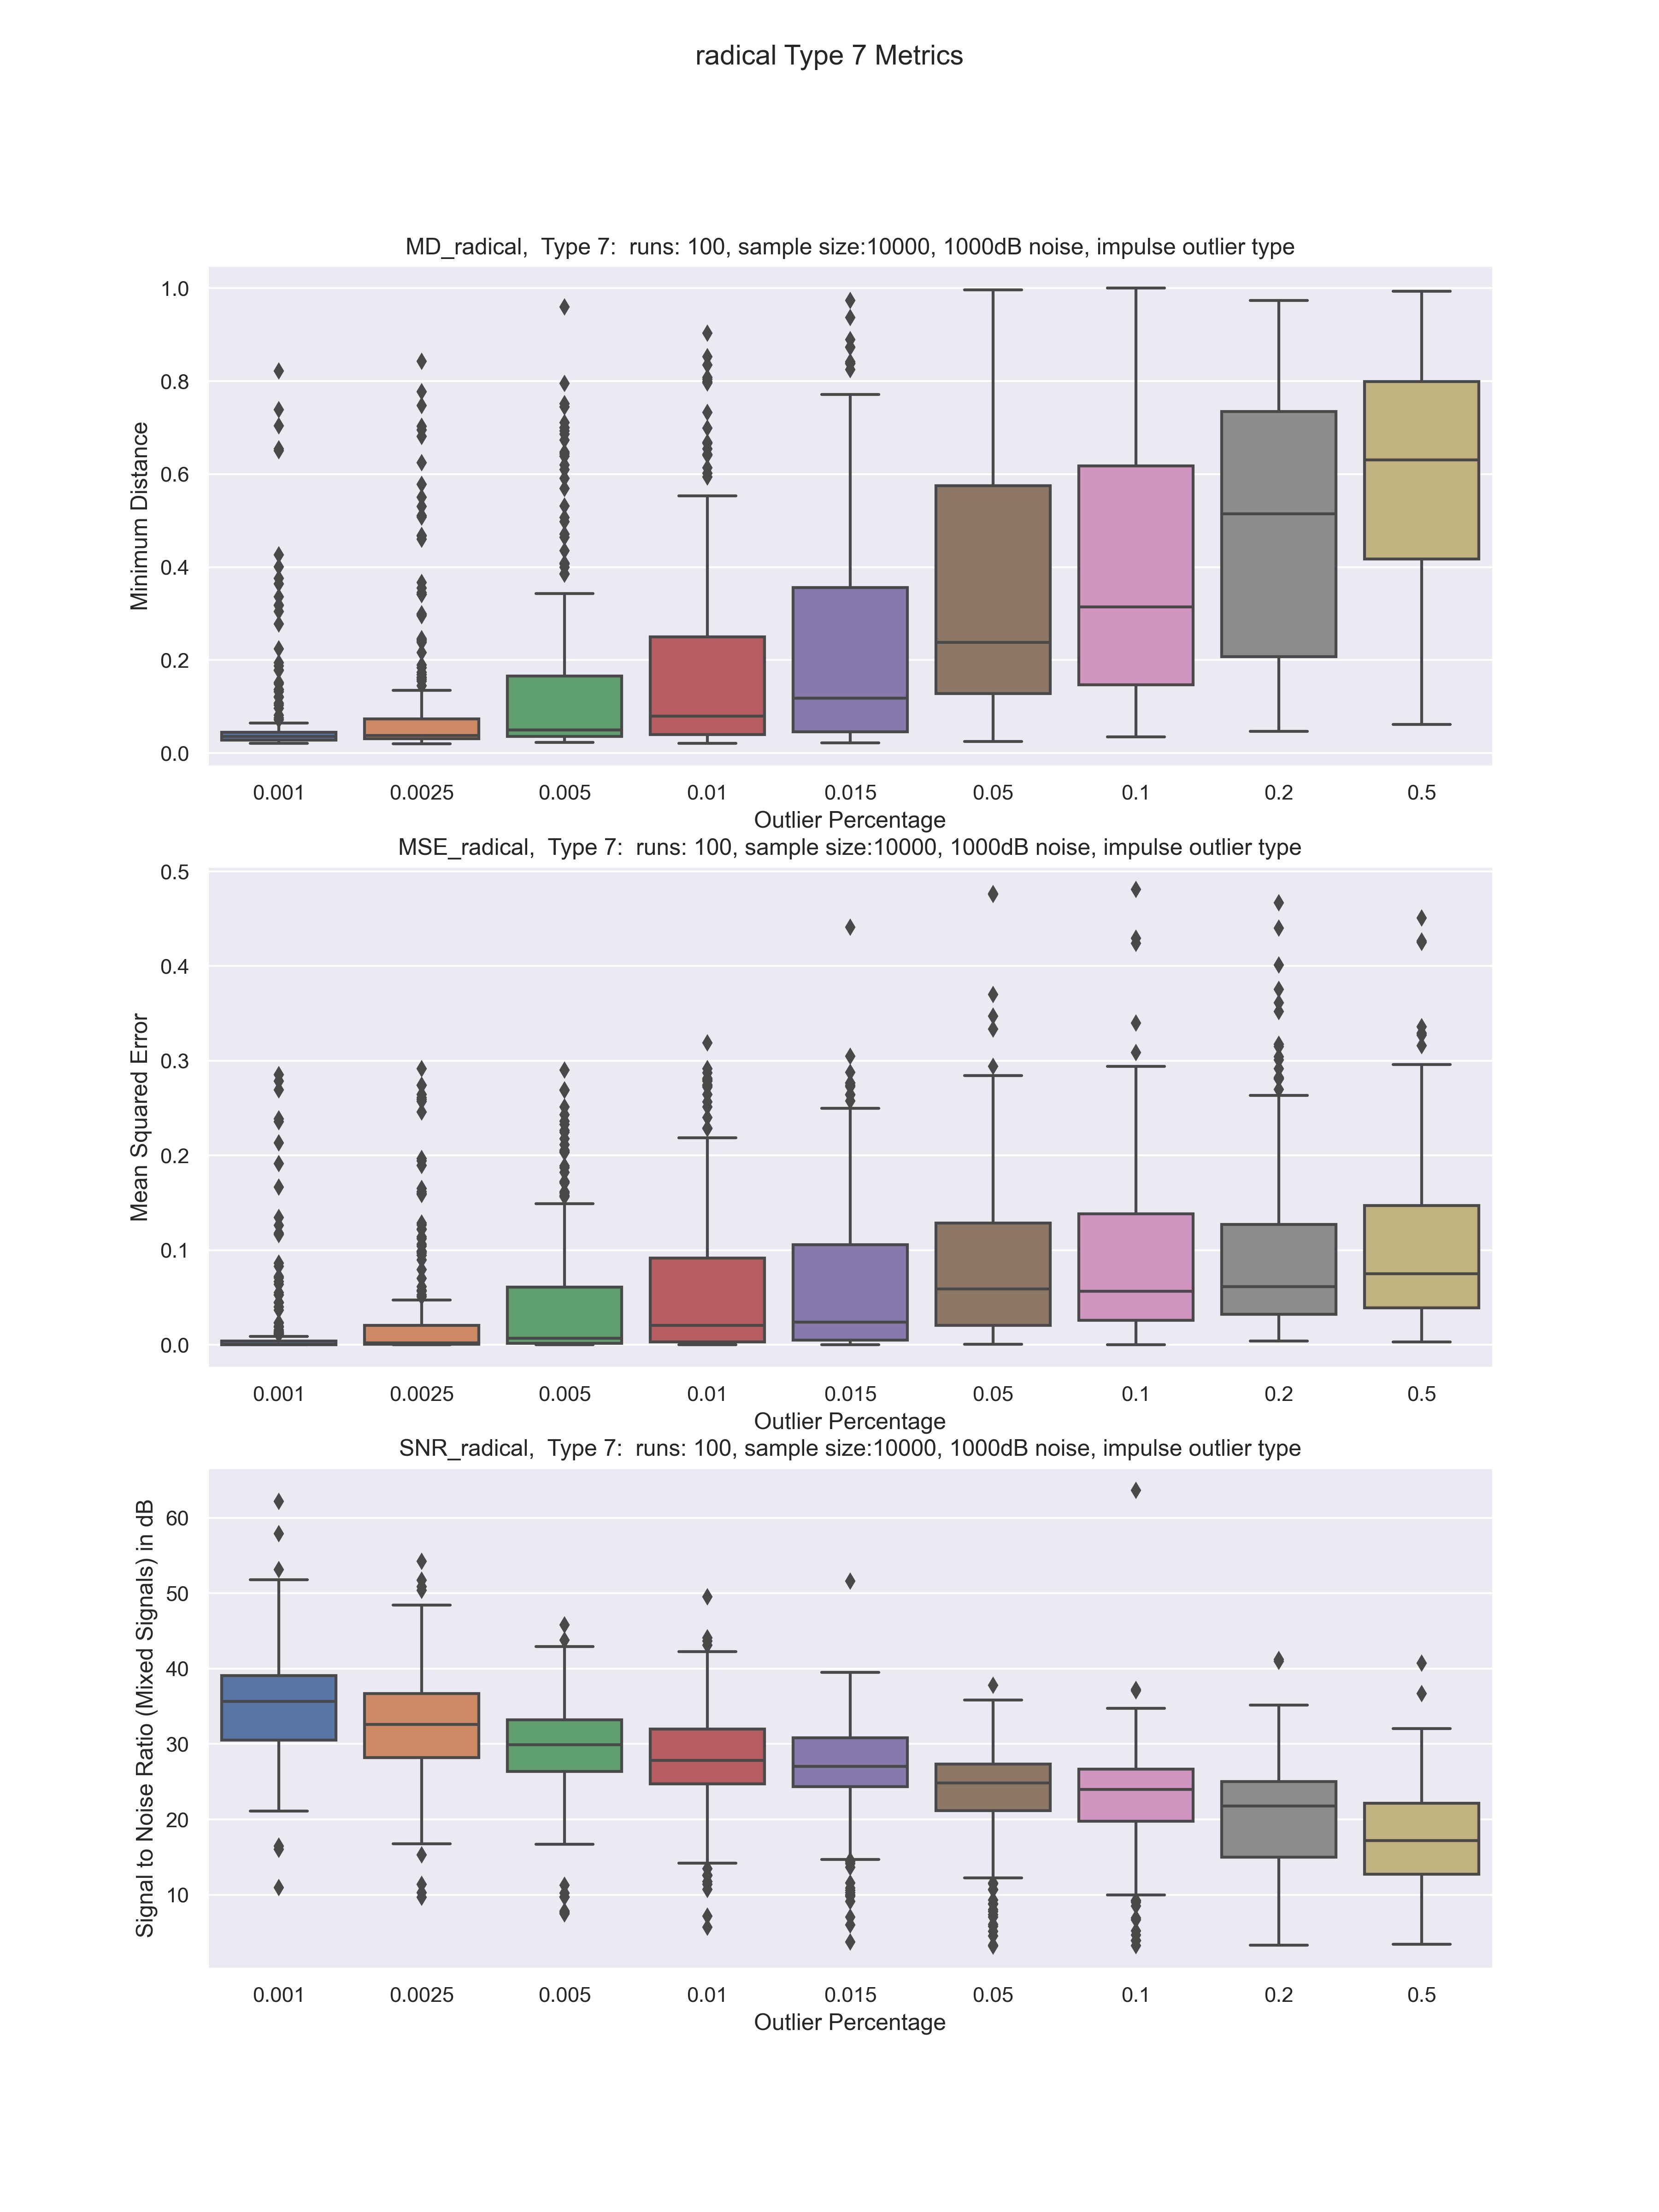 radical Type 7 Metrics
MD_radical,  Type 7:  runs: 100, sample size:10000, 1000dB noise, impulse outlier type
Minimum Distance
1.0
0.8
0.6
0.4
0.2
0.0
0.001 0.0025 0.005 0.01 0.015 0.05 0.1 0.2 0.5
Outlier Percentage
MSE_radical,  Type 7:  runs: 100, sample size:10000, 1000dB noise, impulse outlier type
Mean Squared Error
0.5
0.4
0.3
0.2
0.1
0.0
0.001 0.0025 0.005 0.01 0.015 0.05 0.1 0.2 0.5
Outlier Percentage
SNR_radical,  Type 7:  runs: 100, sample size:10000, 1000dB noise, impulse outlier type
Signal to Noise Ratio (Mixed Signals) in dB
60
50
40
30
20
10
0.001 0.0025 0.005 0.01 0.015 0.05 0.1 0.2 0.5
Outlier Percentage